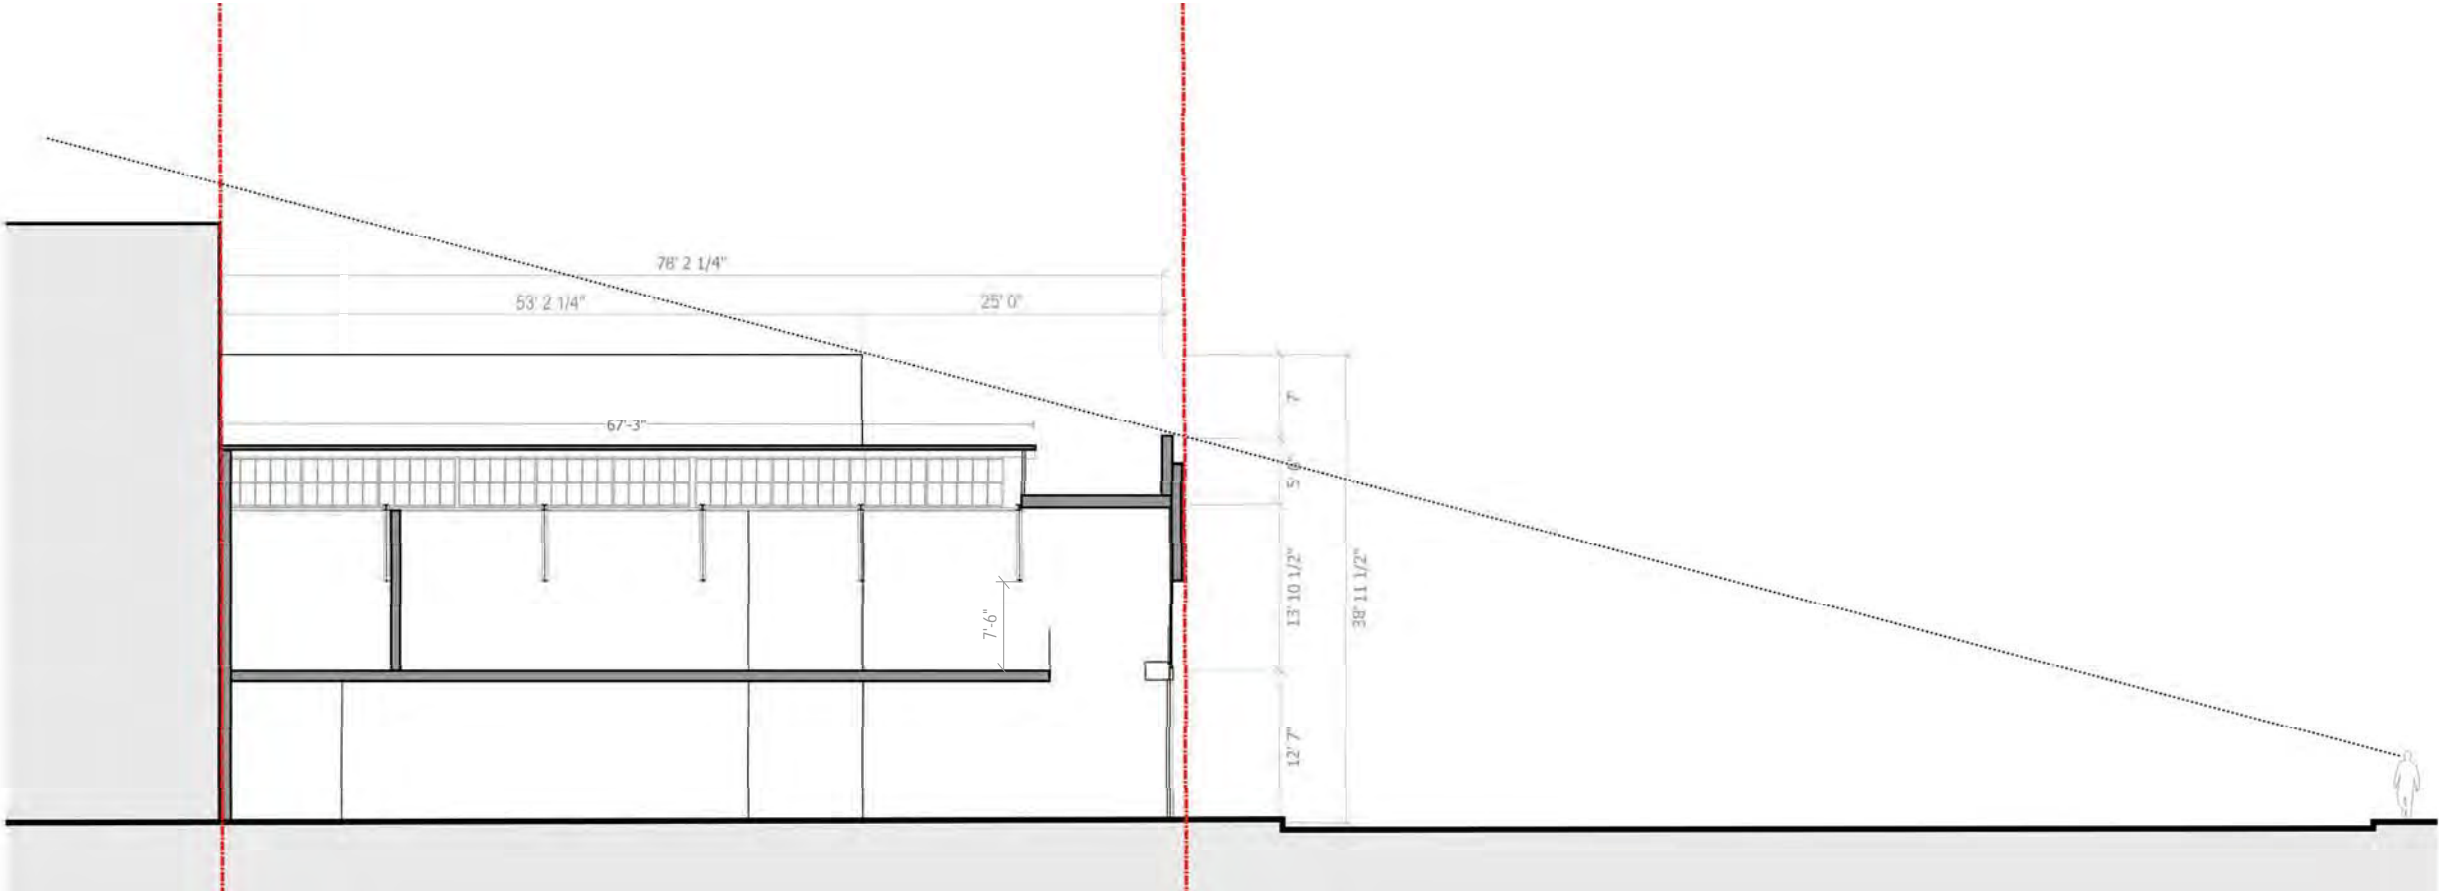 78' 2 1/4"
53' 2 1/4"
25' 0"
7'
67'-3"
5' 6"
13' 10 1/2"
38' 11 1/2"
7'-6"
12' 7"